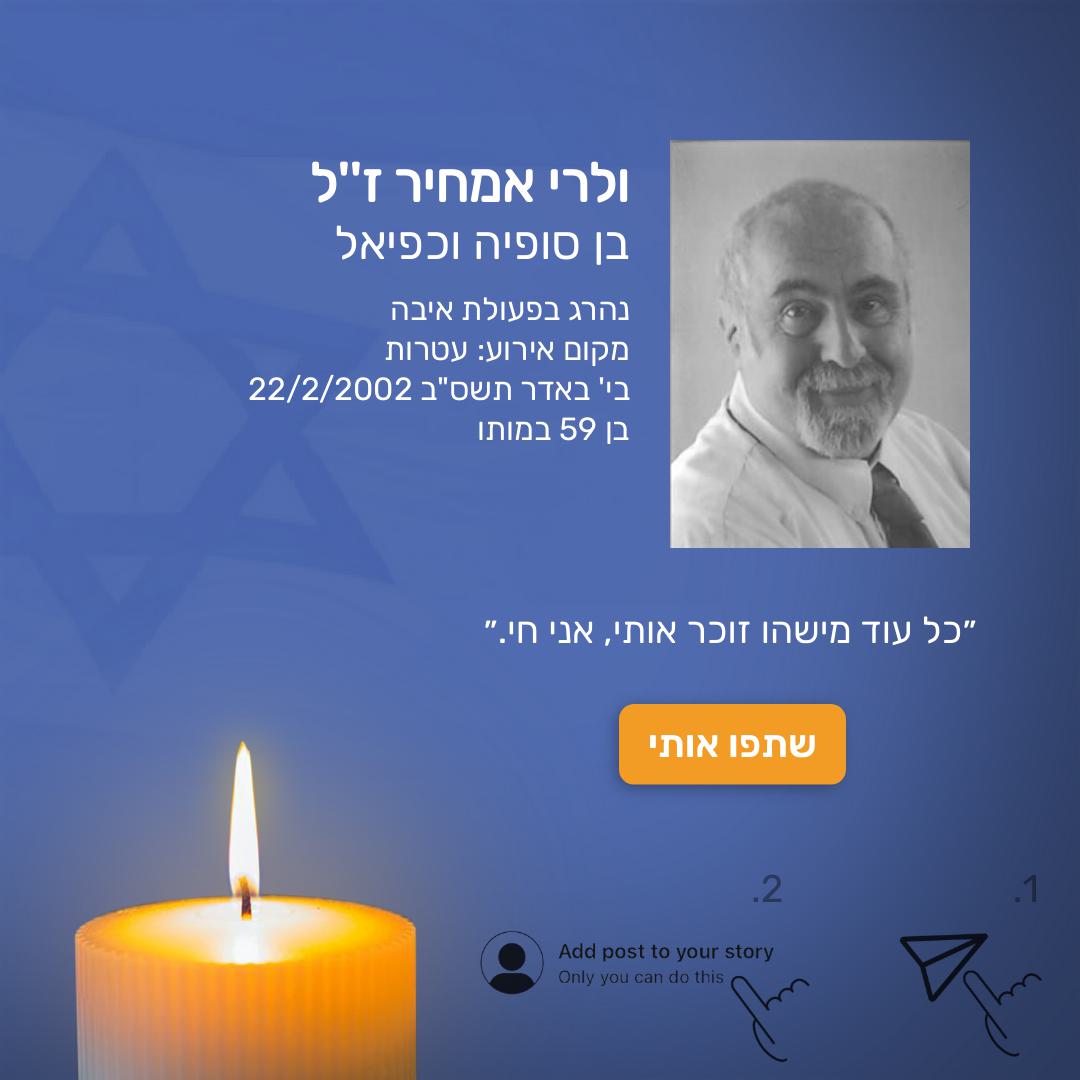 ולרי אמחיר ז"ל
בן סופיה וכפיאל
נהרג בפעולת איבה
מקום אירוע: עטרות
בי' באדר תשס"ב 22/2/2002
בן 59 במותו
״כל עוד מישהו זוכר אותי, אני חי.״
שתפו אותי
1.
2.
Add post to your story
Only you can do this